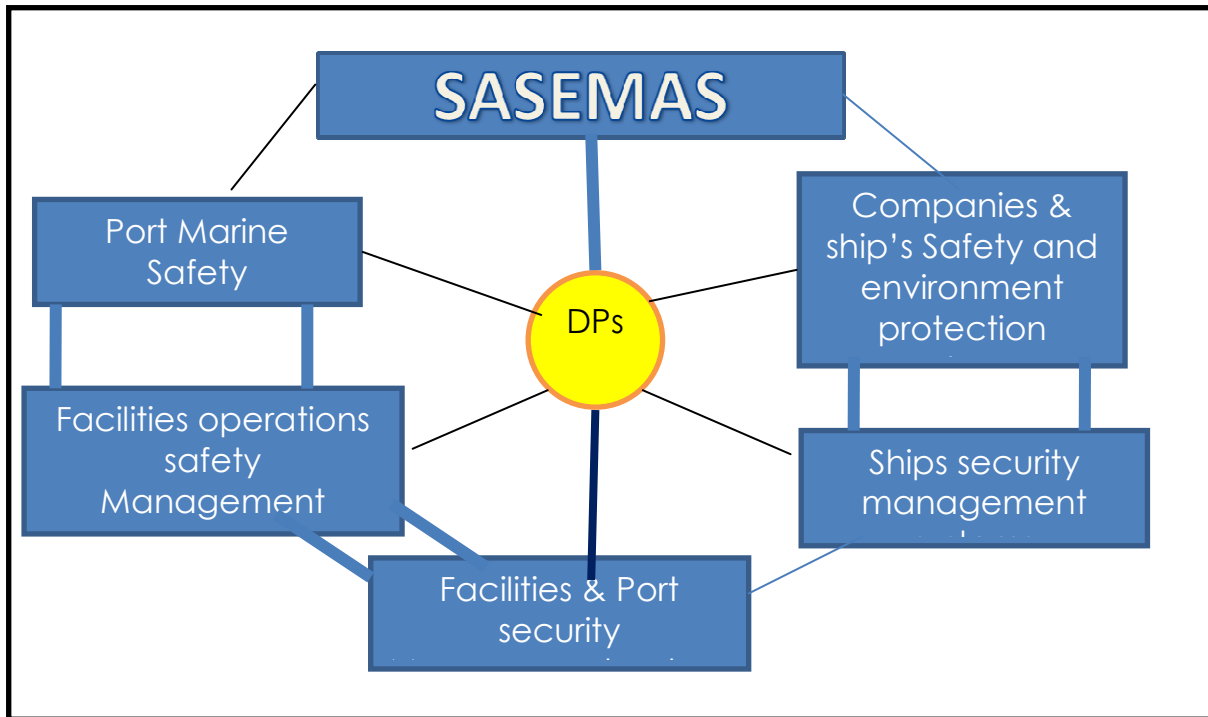 SASEMAS
Port Marine
Safety
Companies &
ship’s Safety and
environment
protection
DPs
Facilities operations
safety
Management
Ships security
management
Facilities & Port
security